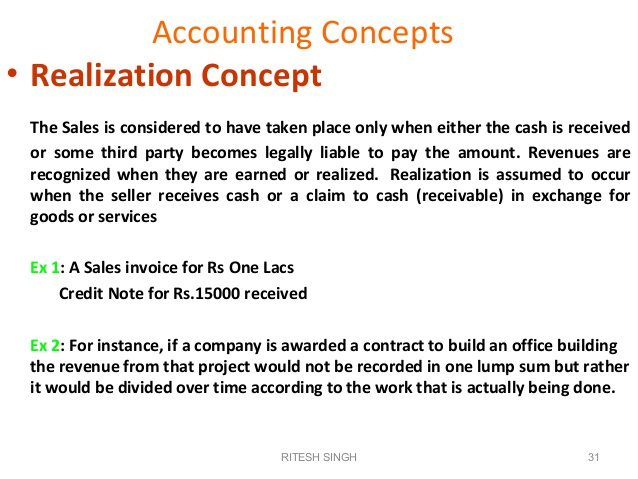 Accounting Concepts
• Realization Concept
The Sales is considered to have taken place only when either the cash is received
or some third party becomes legally liable to pay the amount. Revenues are
recognized when they are earned or realized. Realization is assumed to occur
when the seller receives cash or a claim to cash (receivable) in exchange for
goods or services
Ex 1: A Sales invoice for Rs One Lacs
Credit Note for Rs.15000 received
Ex 2: For instance, if a company is awarded a contract to build an office building
the revenue from that project would not be recorded in one lump sum but rather
it would be divided over time according to the work that is actually being done.
RITESH SINGH
31